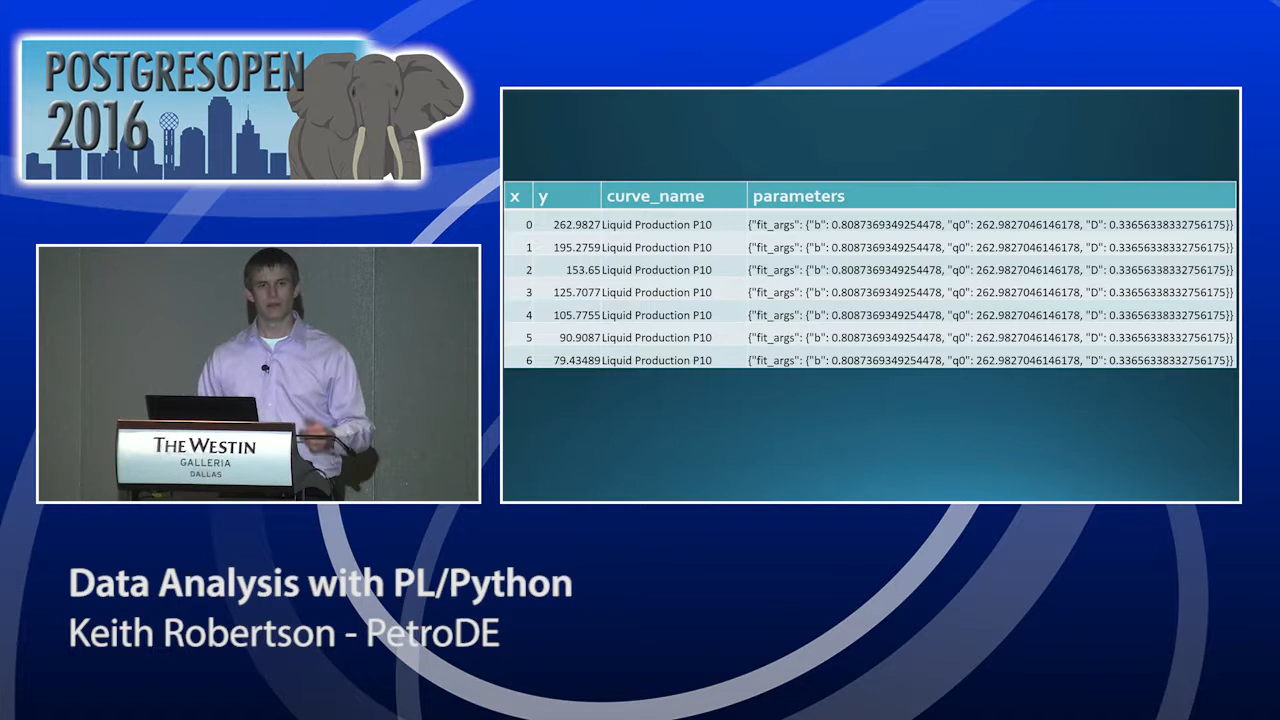 POSTGRESOPEN
2016
x y curve_name parameters
0 262.9827 Liquid Production P10 {"fit_args": {"b": 0.8087369349254478, "q0": 262.9827046146178, "D": 0.33656338332756175}}
1 195.2759 Liquid Production P10 {"fit_args": {"b": 0.8087369349254478, "q0": 262.9827046146178, "D": 0.33656338332756175}}
2 153.65 Liquid Production P10 {"fit_args": {"b": 0.8087369349254478, "q0": 262.9827046146178, "D": 0.33656338332756175}}
3 125.7077 Liquid Production P10 {"fit_args": {"b": 0.8087369349254478, "q0": 262.9827046146178, "D": 0.33656338332756175}}
4 105.7755 Liquid Production P10 {"fit_args": {"b": 0.8087369349254478, "q0": 262.9827046146178, "D": 0.33656338332756175}}
5 90.9087 Liquid Production P10 {"fit_args": {"b": 0.8087369349254478, "q0": 262.9827046146178, "D": 0.33656338332756175}}
6 79.43489 Liquid Production P10 {"fit_args": {"b": 0.8087369349254478, "q0": 262.9827046146178, "D": 0.33656338332756175}}
THE WESTIN
GALLERIA
DALLAS
Data Analysis with PL/Python
Keith Robertson - PetroDE